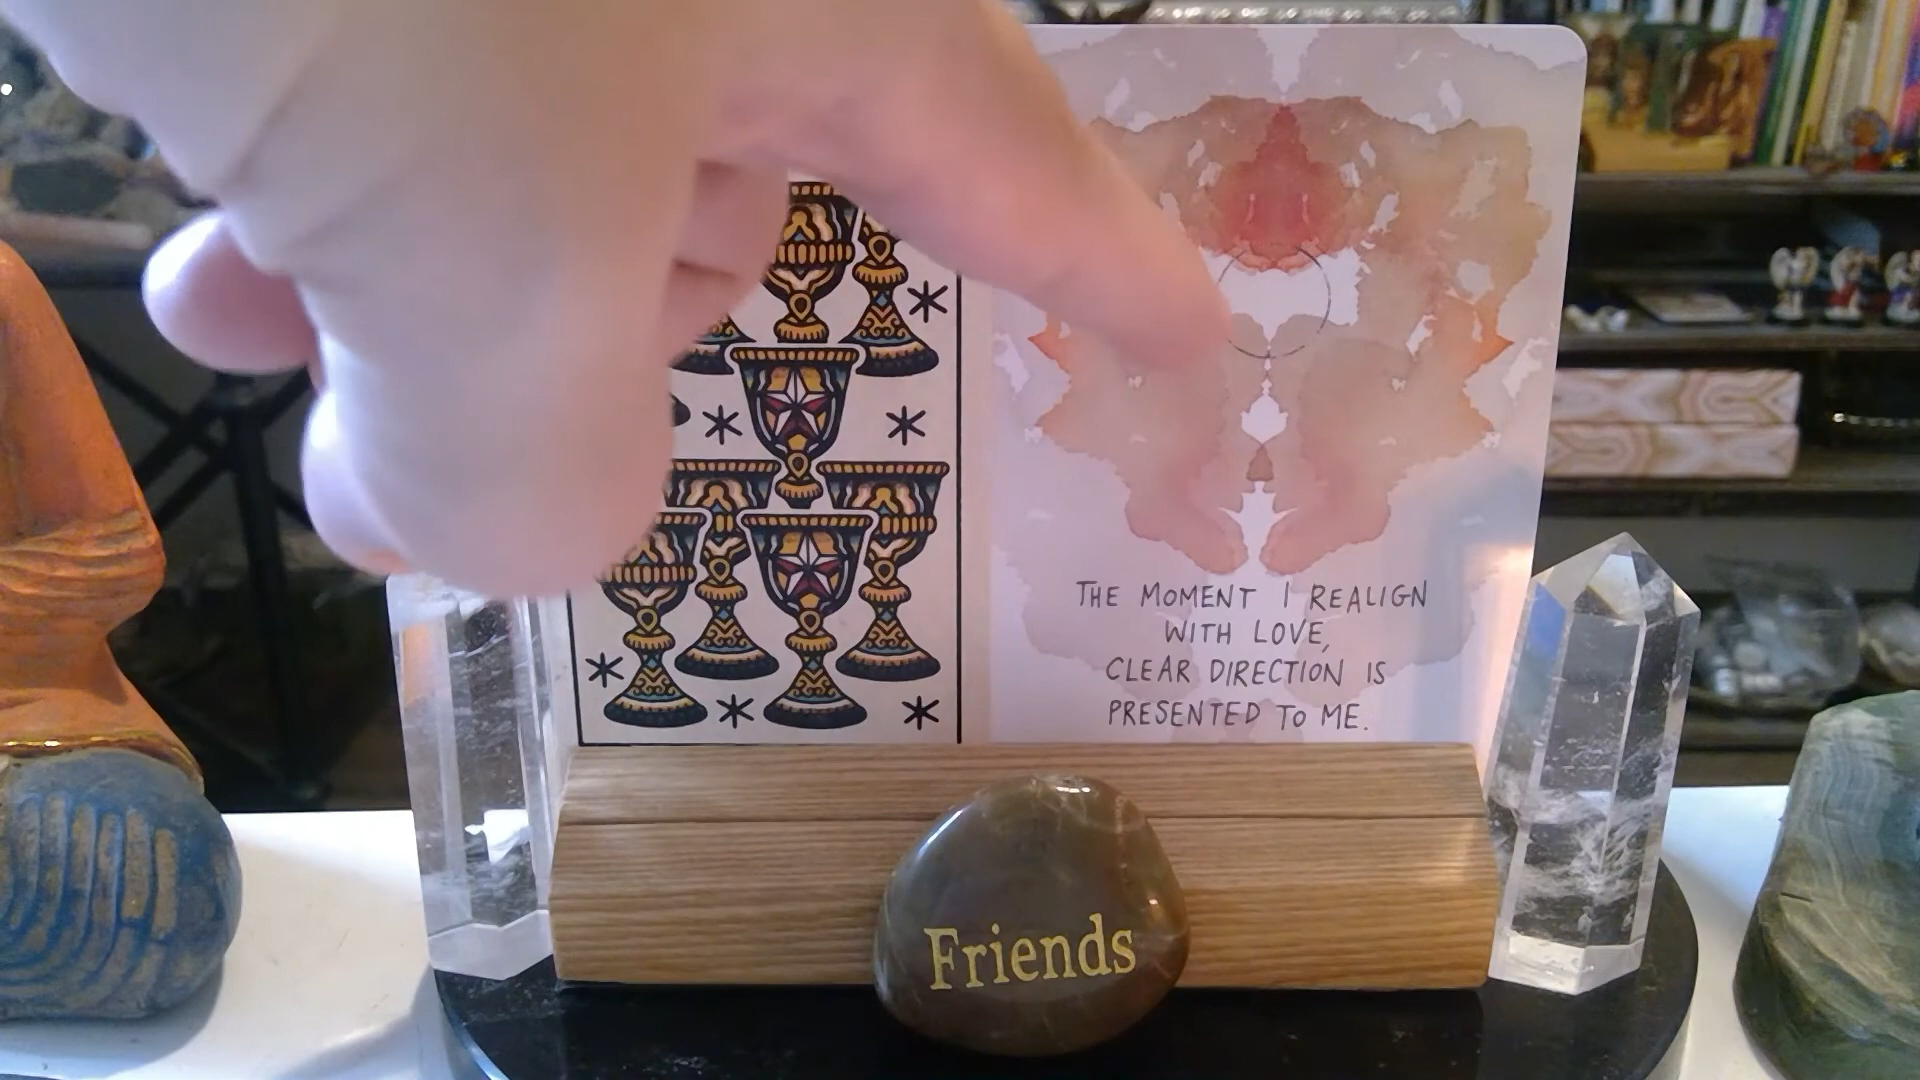 THE MOMENT I REALIGN
WITH LOVE,
CLEAR DIRECTION IS
PRESENTED TO ME.
Friends